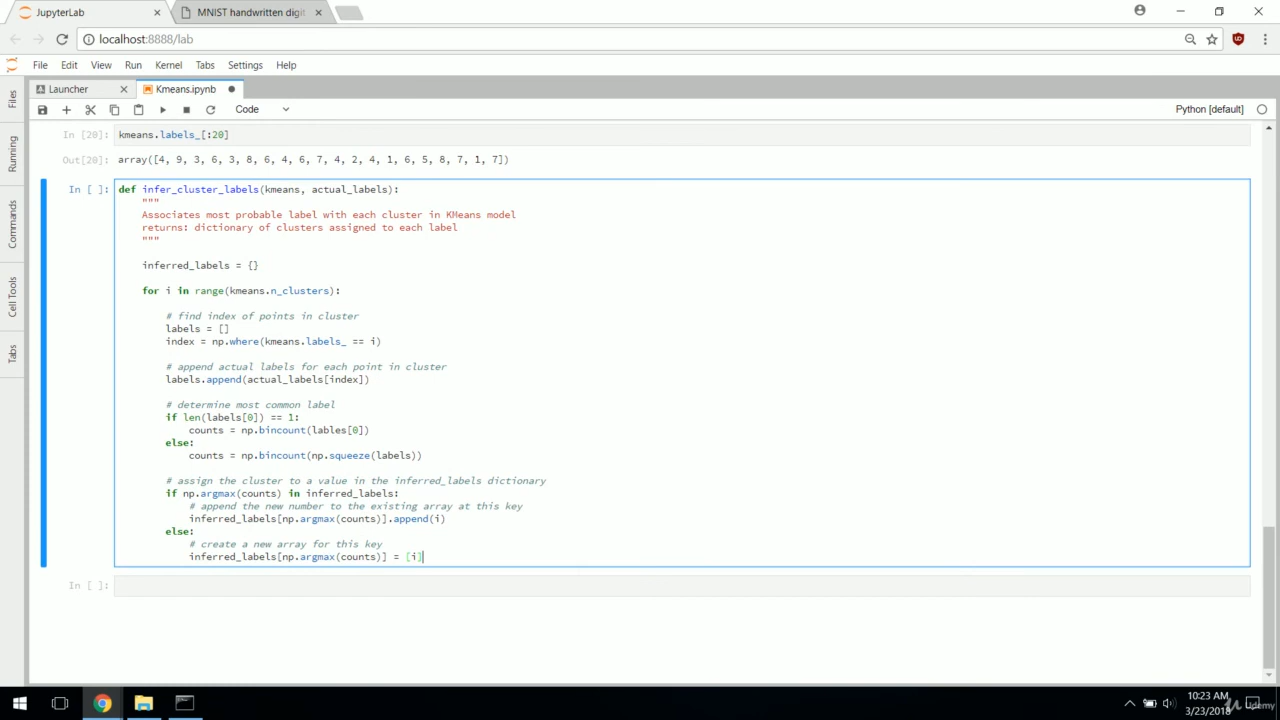 JupyterLab
MNIST handwritten digi
localhost:8888/lab
File Edit View Run Kernel Tabs Settings Help
Files
Running
Commands
Cell Tools
Tabs
Launcher
Kmeans.ipynb
Code
Python [default]
In [20]: kmeans.labels_[:20]
Out[20]: array([4, 9, 3, 6, 3, 8, 6, 4, 6, 7, 4, 2, 4, 1, 6, 5, 8, 7, 1, 7])
In [ ]: def infer_cluster_labels(kmeans, actual_labels):
"""
Associates most probable label with each cluster in KMeans model
returns: dictionary of clusters assigned to each label
"""
inferred_labels = {}
for i in range(kmeans.n_clusters):
# find index of points in cluster
labels = []
index = np.where(kmeans.labels_ == i)
# append actual labels for each point in cluster
labels.append(actual_labels[index])
# determine most common label
if len(labels[0]) == 1:
counts = np.bincount(lables[0])
else:
counts = np.bincount(np.squeeze(labels))
# assign the cluster to a value in the inferred_labels dictionary
if np.argmax(counts) in inferred_labels:
# append the new number to the existing array at this key
inferred_labels[np.argmax(counts)].append(i)
else:
# create a new array for this key
inferred_labels[np.argmax(counts)] = [i]
In [ ]:
10:23 AM
3/23/2018
Udemy